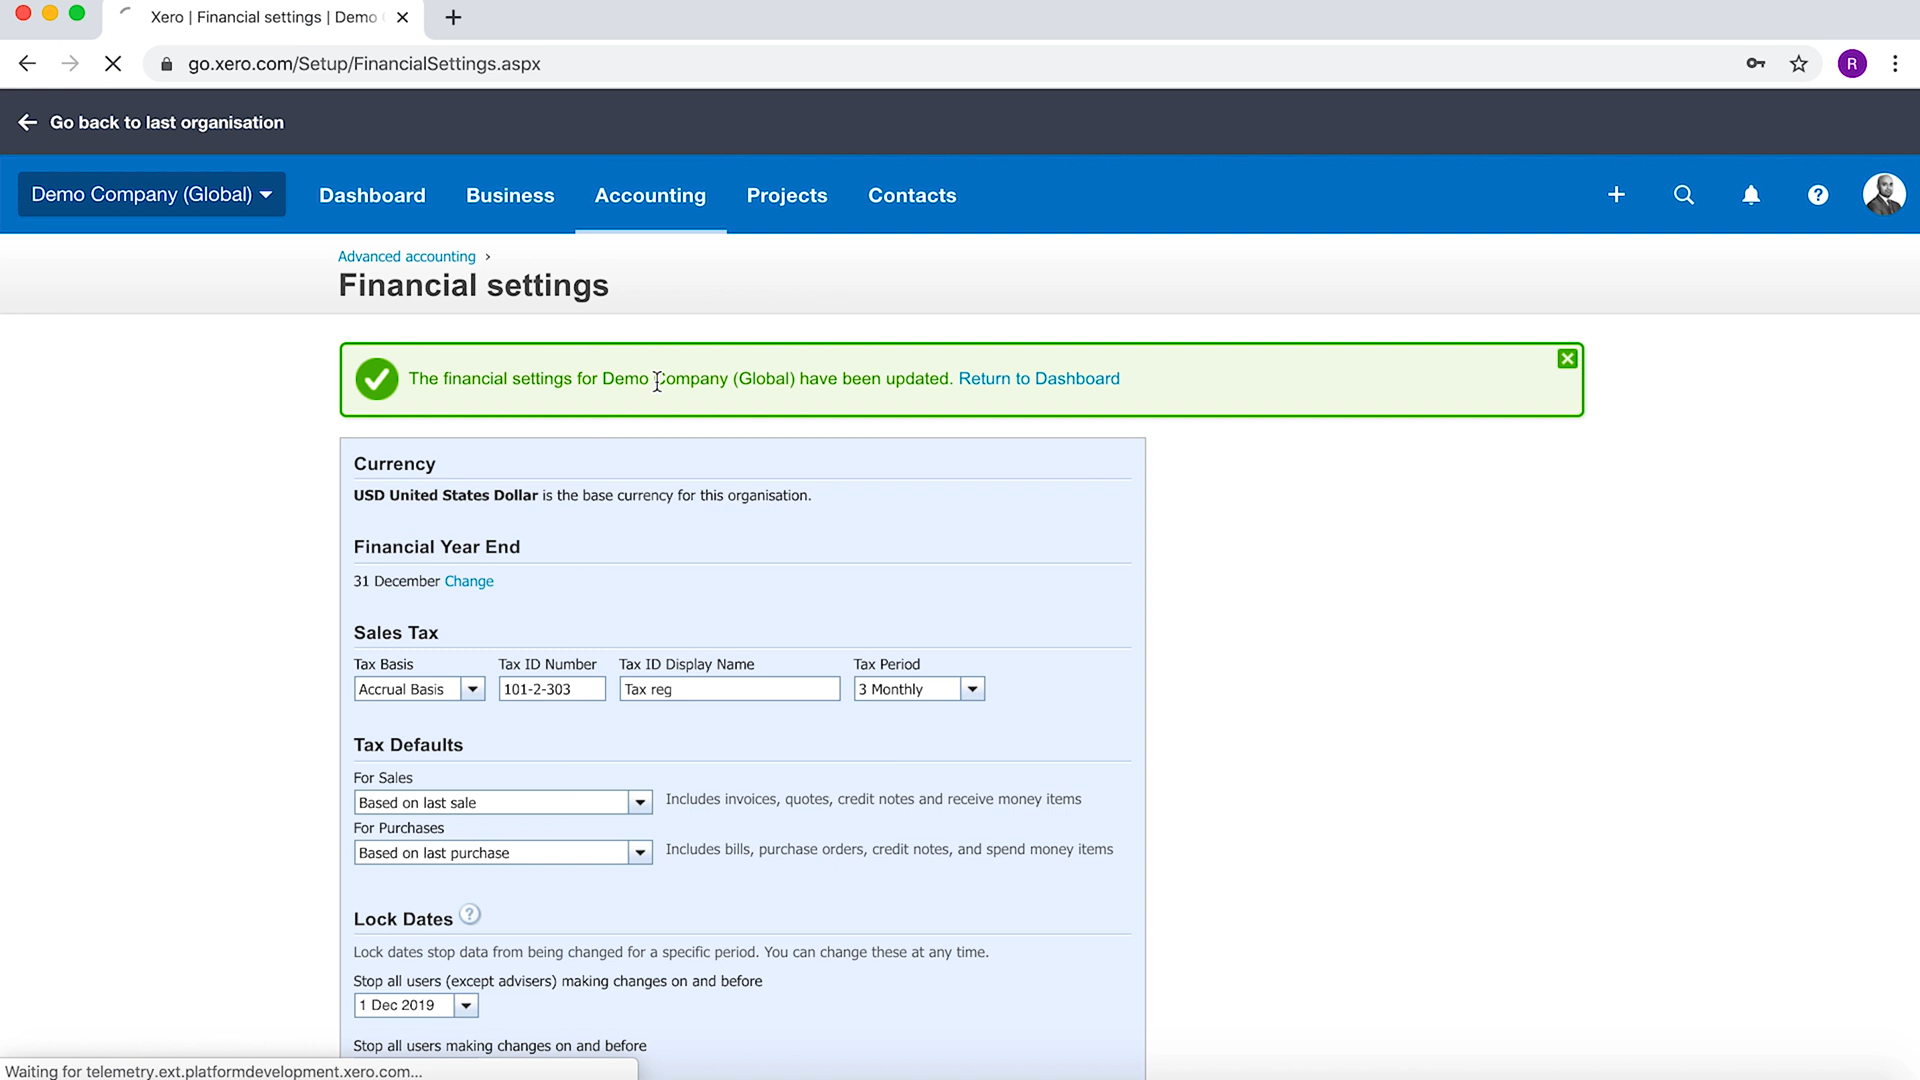 Xero | Financial settings | Demo
go.xero.com/Setup/FinancialSettings.aspx
R
Go back to last organisation
Demo Company (Global)
Dashboard
Business
Accounting
Projects
Contacts
Advanced accounting ›
Financial settings
The financial settings for Demo Company (Global) have been updated. Return to Dashboard
Currency
USD United States Dollar is the base currency for this organisation.
Financial Year End
31 December Change
Sales Tax
Tax Basis
Tax ID Number
Tax ID Display Name
Tax Period
Accrual Basis
101-2-303
Tax reg
3 Monthly
Tax Defaults
For Sales
Based on last sale
Includes invoices, quotes, credit notes and receive money items
For Purchases
Based on last purchase
Includes bills, purchase orders, credit notes, and spend money items
Lock Dates ?
Lock dates stop data from being changed for a specific period. You can change these at any time.
Stop all users (except advisers) making changes on and before
1 Dec 2019
Stop all users making changes on and before
Waiting for telemetry.ext.platformdevelopment.xero.com...